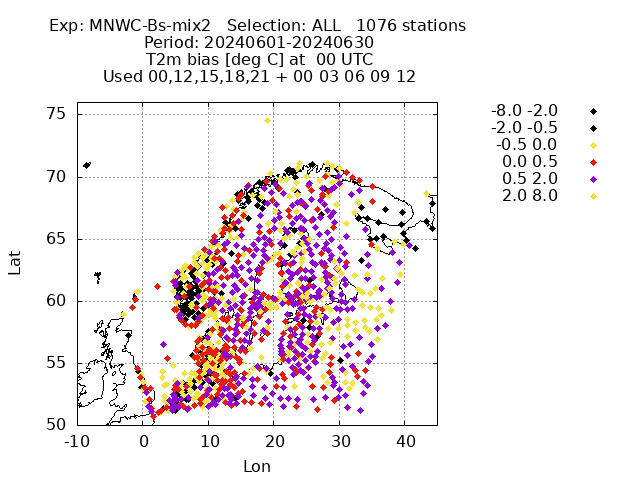 Exp: MNWC-Bs-mix2   Selection: ALL   1076 stations
Period: 20240601-20240630
T2m bias [deg C] at  00 UTC
Used 00,12,15,18,21 + 00 03 06 09 12
-8.0 -2.0
-2.0 -0.5
-0.5 0.0
0.0 0.5
0.5 2.0
2.0 8.0
75
70
65
60
55
50
Lat
-10 0 10 20 30 40
Lon